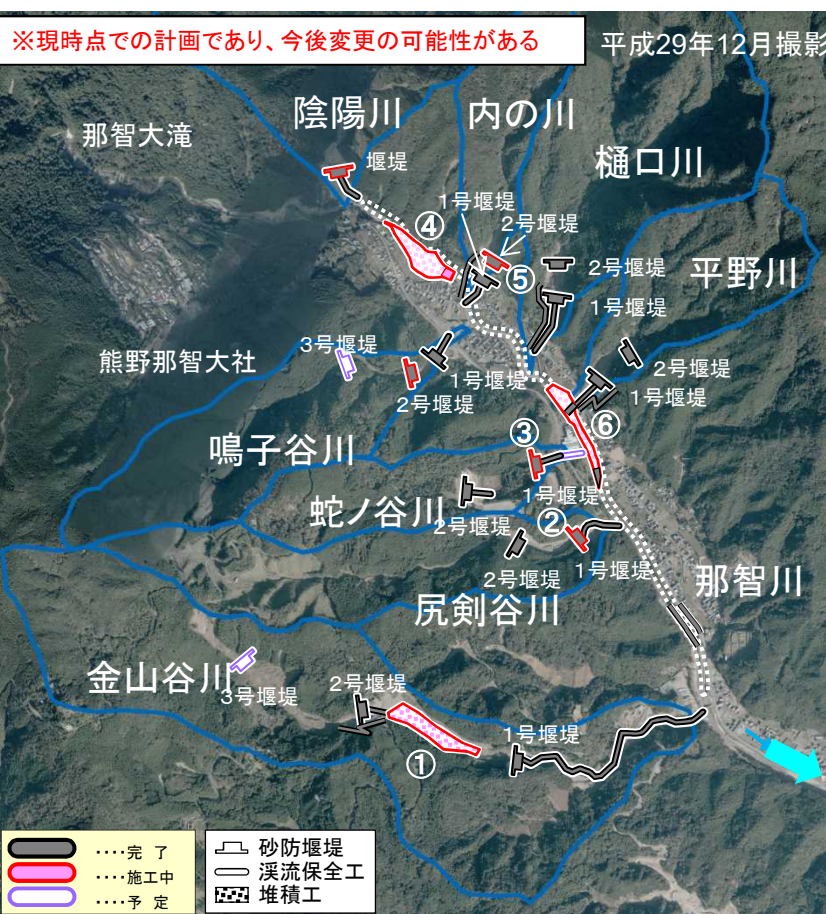 ※現時点での計画であり、今後変更の可能性がある
平成29年12月撮影
陰陽川
内の川
那智大滝
堰堤
樋口川
1号堰堤
④
2号堰堤
⑤
2号堰堤
平野川
1号堰堤
熊野那智大社
3号堰堤
1号堰堤
2号堰堤
2号堰堤
1号堰堤
⑥
③
鳴子谷川
1号堰堤
蛇ノ谷川
2号堰堤
②
2号堰堤
1号堰堤
那智川
尻剣谷川
金山谷川
3号堰堤
2号堰堤
1号堰堤
①
‥‥完 了
‥‥施工中
‥‥予 定
砂防堰堤
渓流保全工
堆積工